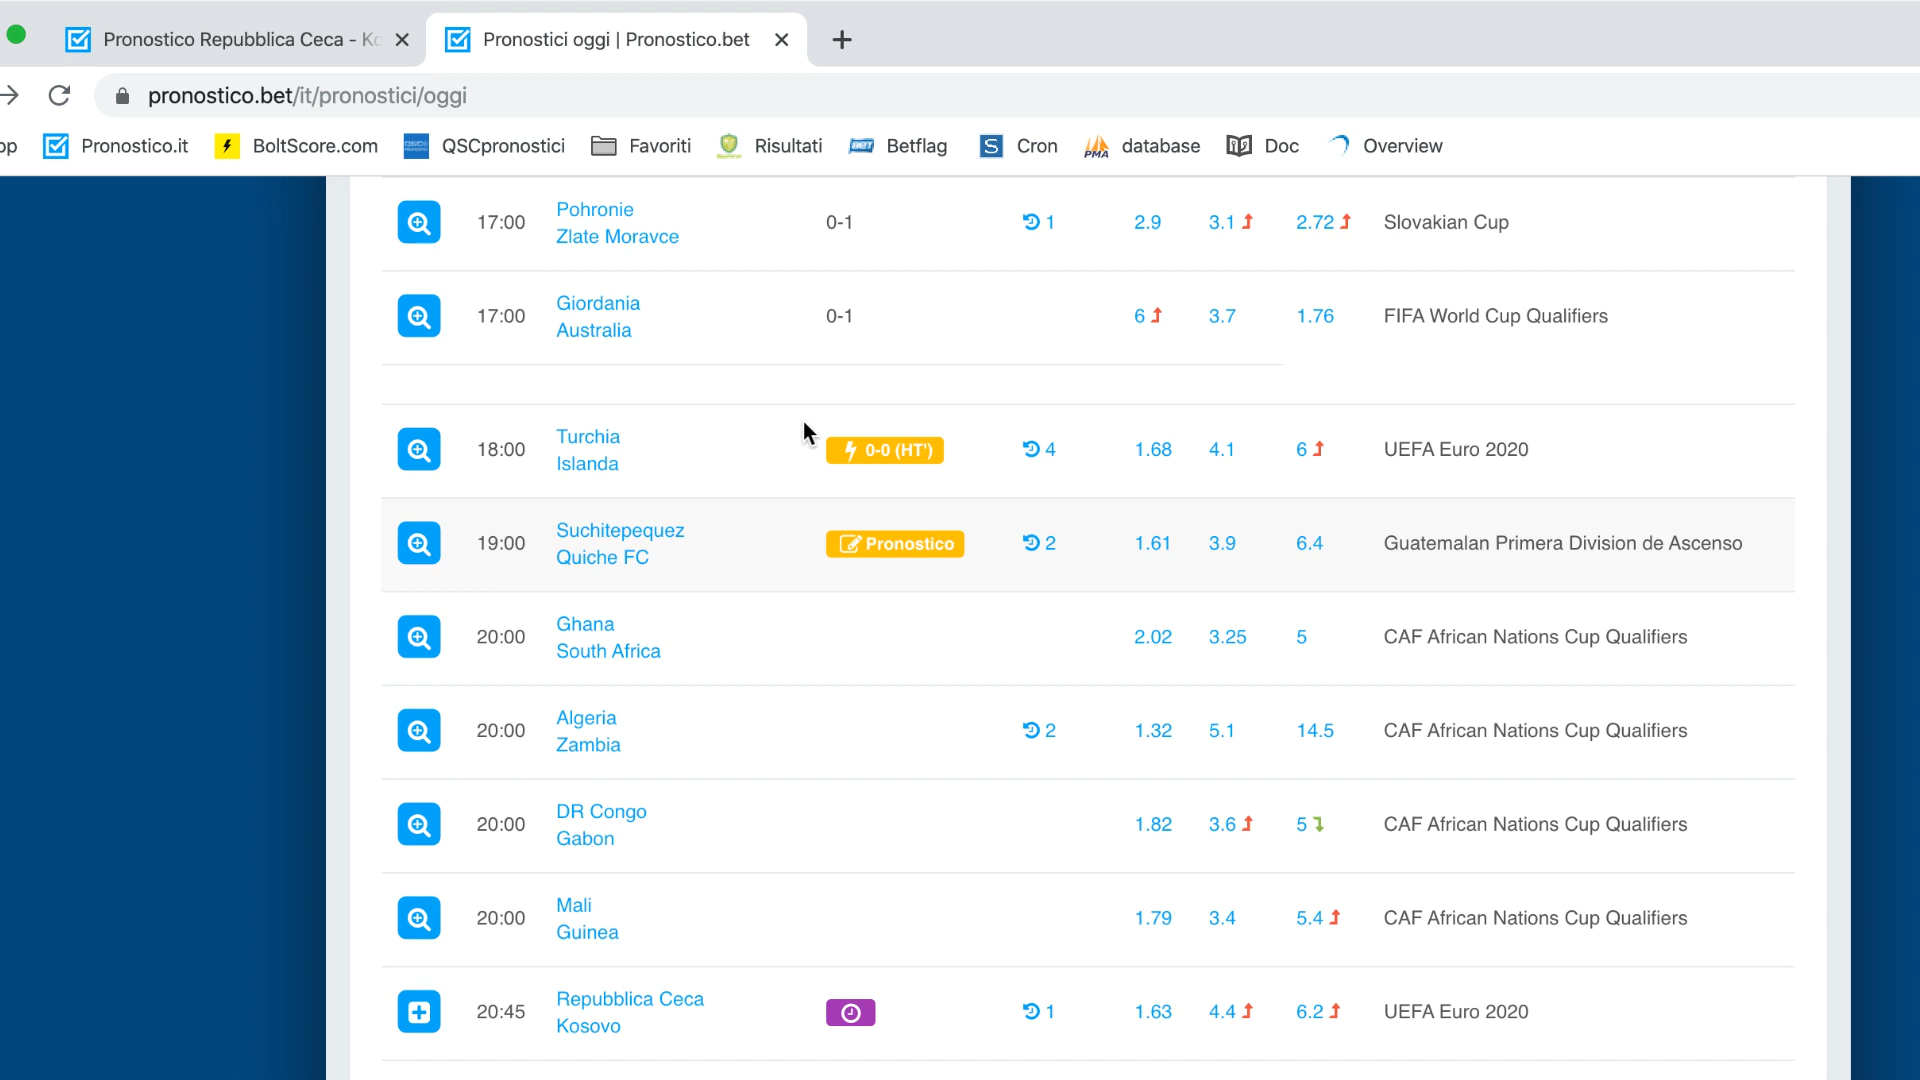 Pronostico Repubblica Ceca - Ko
Pronostici oggi | Pronostico.bet
pronostico.bet/it/pronostici/oggi
op Pronostico.it BoltScore.com QSCpronostici Favoriti Risultati Betflag Cron database Doc Overview
17:00 Pohronie 0-1 1 2.9 3.1 2.72 Slovakian Cup
Zlate Moravce
17:00 Giordania 0-1 6 3.7 1.76 FIFA World Cup Qualifiers
Australia
18:00 Turchia 0-0 (HT') 4 1.68 4.1 6 UEFA Euro 2020
Islanda
19:00 Suchitepequez Pronostico 2 1.61 3.9 6.4 Guatemalan Primera Division de Ascenso
Quiche FC
20:00 Ghana 2.02 3.25 5 CAF African Nations Cup Qualifiers
South Africa
20:00 Algeria 2 1.32 5.1 14.5 CAF African Nations Cup Qualifiers
Zambia
20:00 DR Congo 1.82 3.6 5 CAF African Nations Cup Qualifiers
Gabon
20:00 Mali 1.79 3.4 5.4 CAF African Nations Cup Qualifiers
Guinea
20:45 Repubblica Ceca 1 1.63 4.4 6.2 UEFA Euro 2020
Kosovo